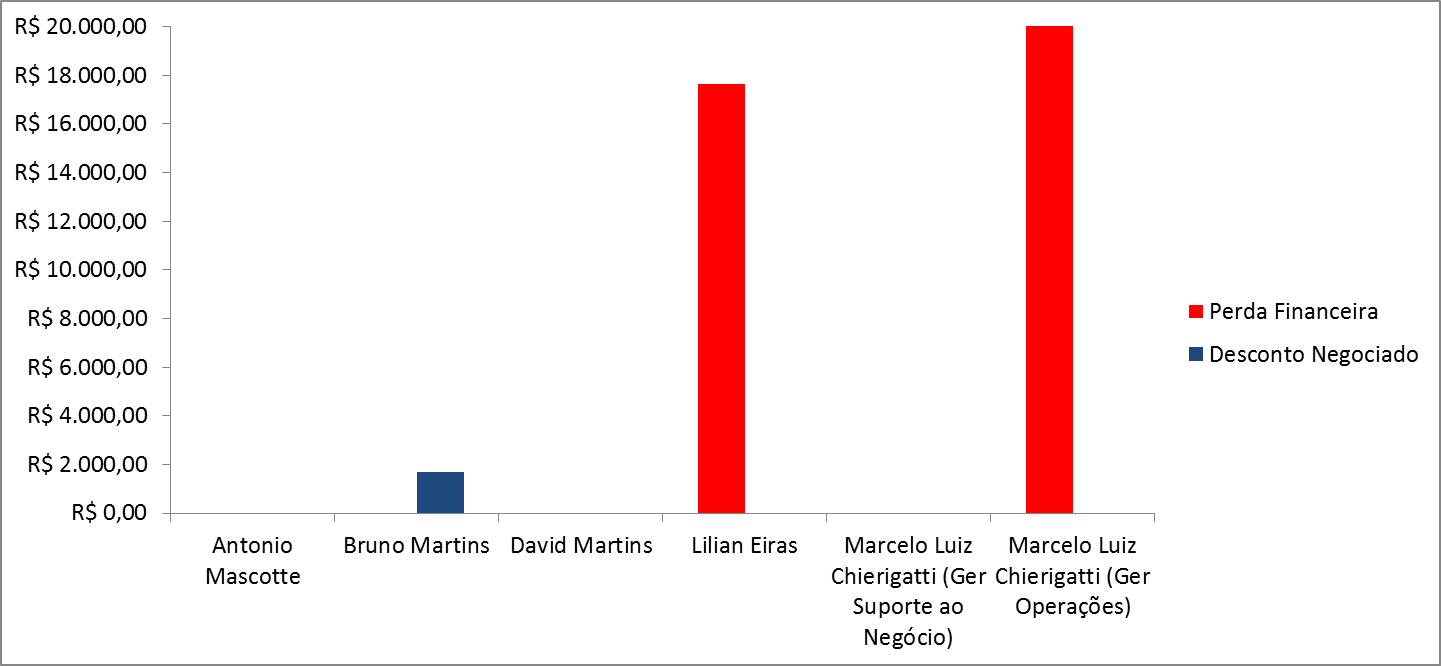 R$ 20.000,00
R$ 18.000,00
R$ 16.000,00
R$ 14.000,00
R$ 12.000,00
R$ 10.000,00
R$ 8.000,00
R$ 6.000,00
R$ 4.000,00
R$ 2.000,00
R$ 0,00
Antonio
Mascotte
Bruno Martins
David Martins
Lilian Eiras
Marcelo Luiz
Chierigatti (Ger
Suporte ao
Negócio)
Marcelo Luiz
Chierigatti (Ger
Operações)
Perda Financeira
Desconto Negociado